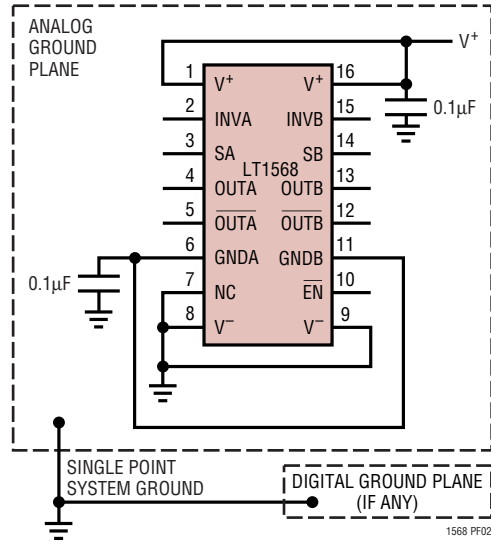 ANALOG
GROUND
PLANE
V+
1 16
V+ V+
0.1µF
2 15
INVA INVB
3 14
SA SB
LT1568
4 13
OUTA OUTB
5 12
OUTA OUTB
6 11
GNDA GNDB
0.1µF
7 10
NC EN
8 9
V– V–
SINGLE POINT
SYSTEM GROUND
DIGITAL GROUND PLANE
(IF ANY)
1568 PF02